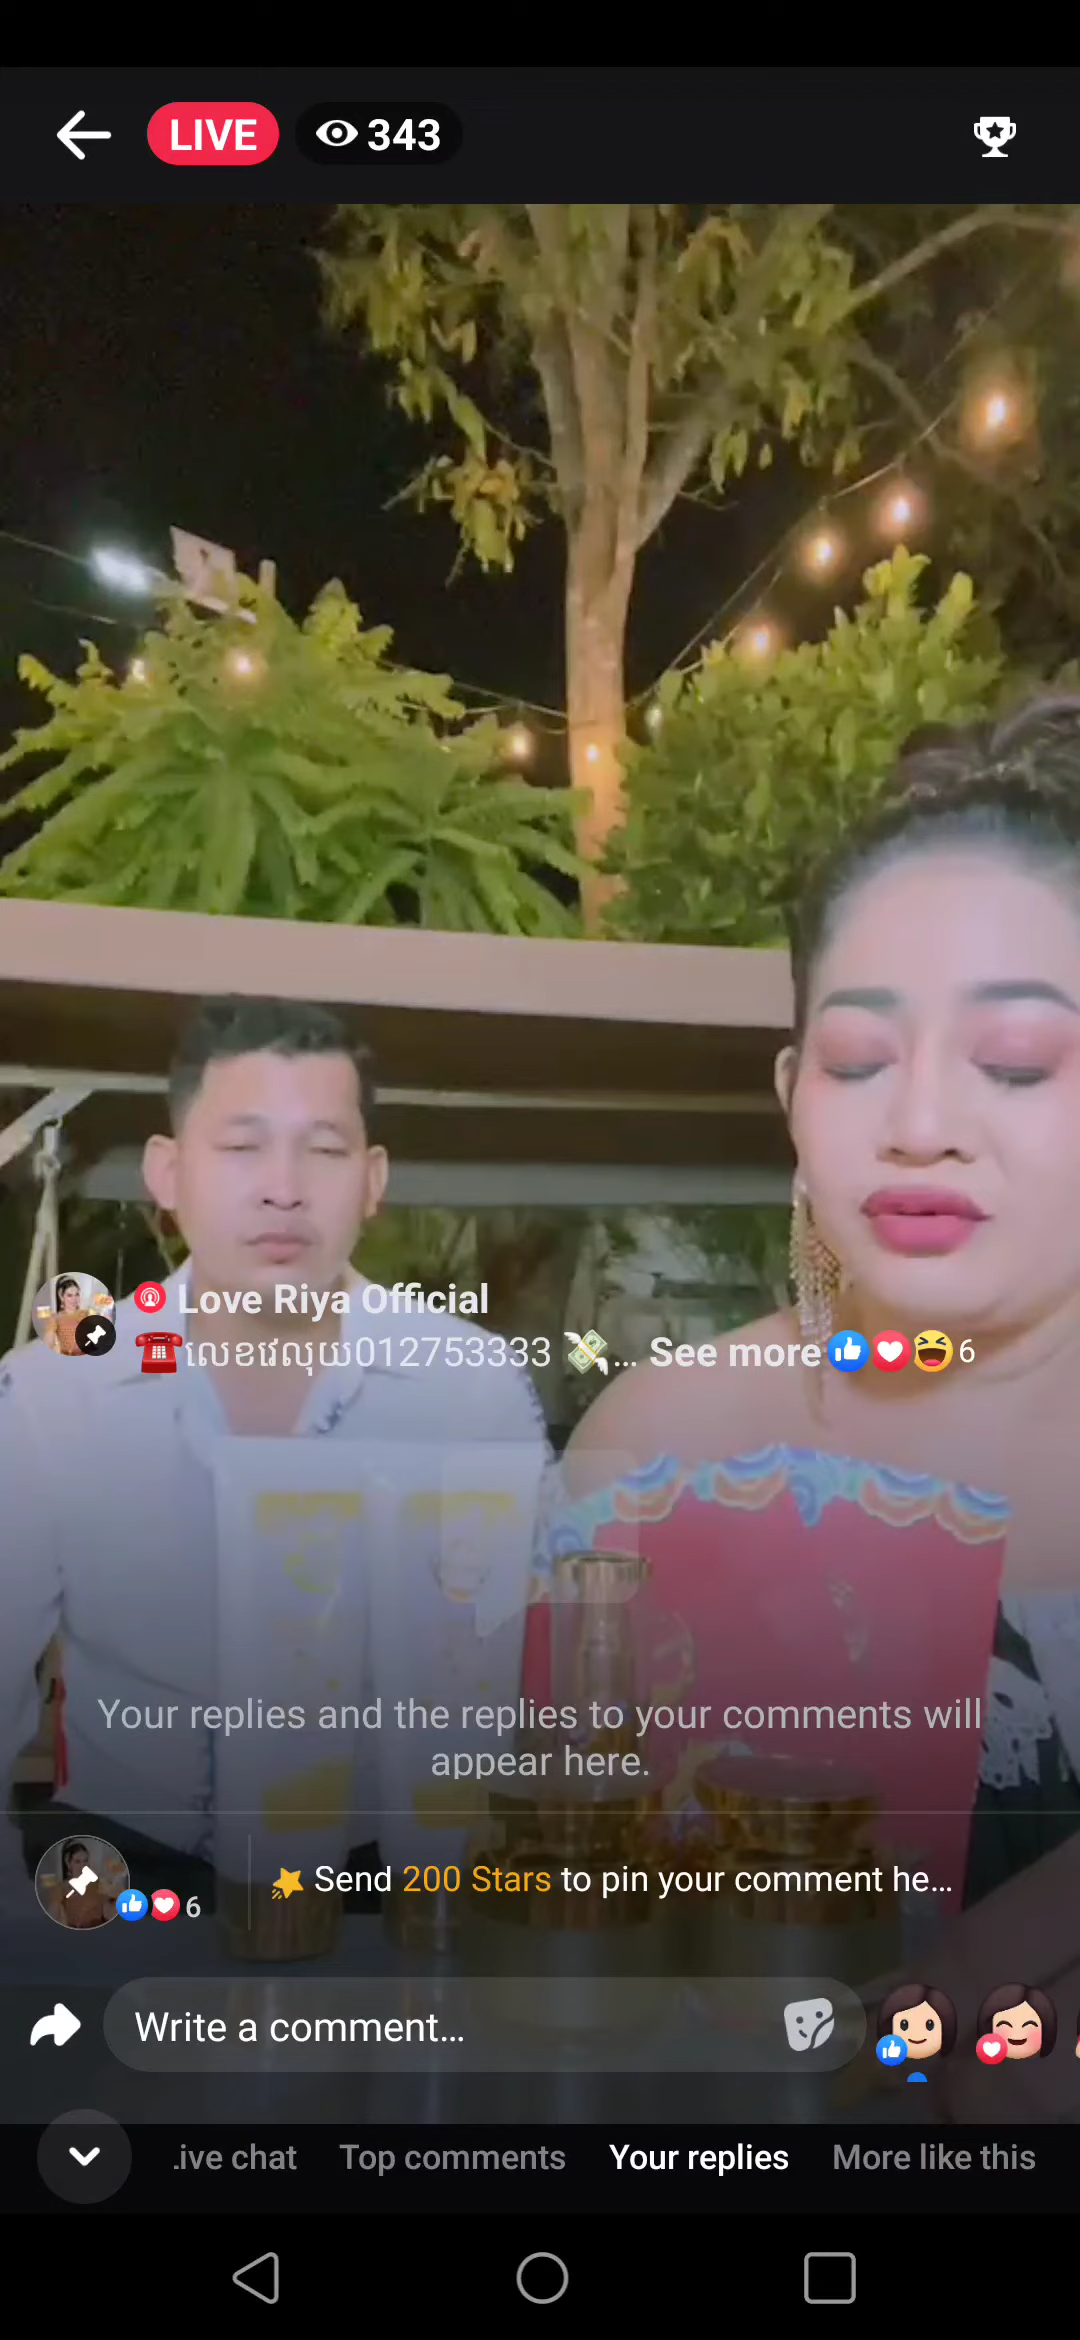 LIVE 343
Love Riya Official
☎️លេខវេលុយ012753333 💸... See more 6
Your replies and the replies to your comments will
appear here.
6
Send 200 Stars to pin your comment he...
Write a comment...
.ive chat Top comments Your replies More like this